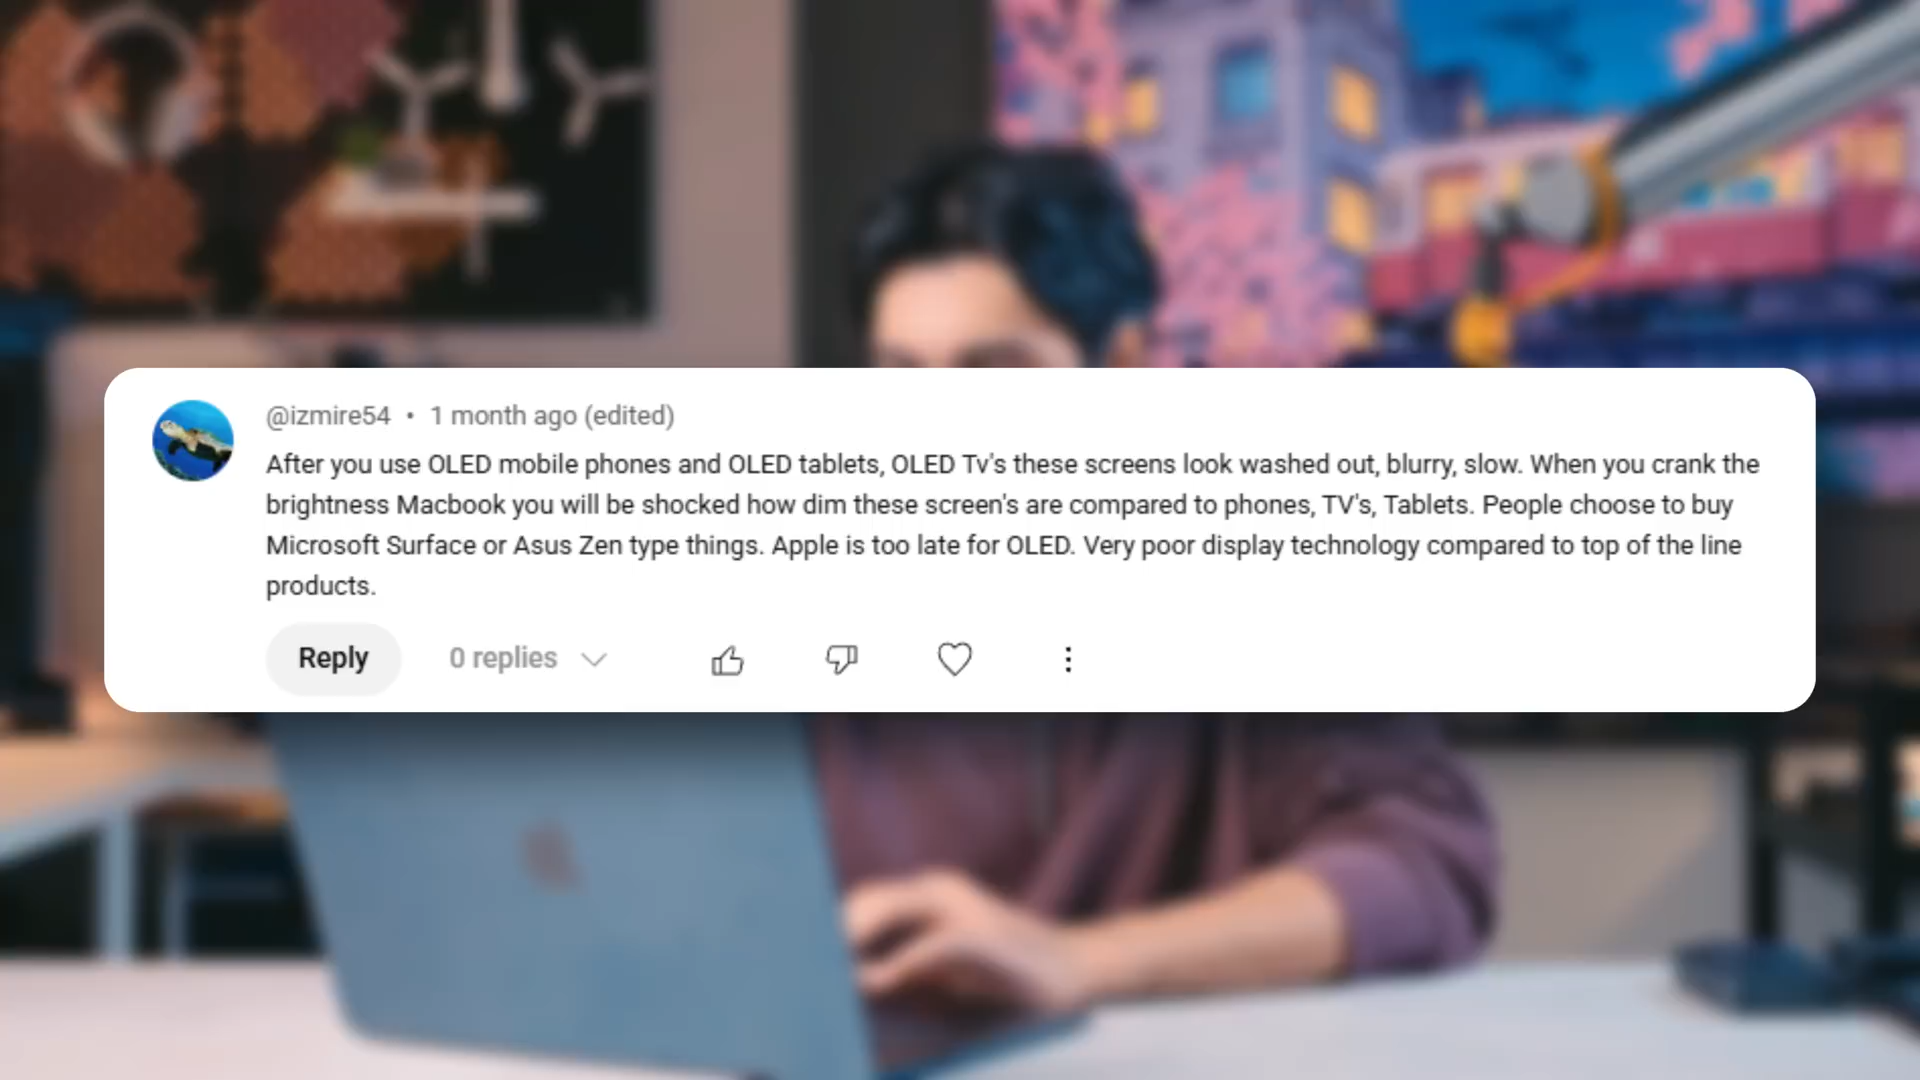 @izmire54 • 1 month ago (edited)
After you use OLED mobile phones and OLED tablets, OLED Tv's these screens look washed out, blurry, slow. When you crank the
brightness Macbook you will be shocked how dim these screen's are compared to phones, TV's, Tablets. People choose to buy
Microsoft Surface or Asus Zen type things. Apple is too late for OLED. Very poor display technology compared to top of the line
products.
Reply 0 replies